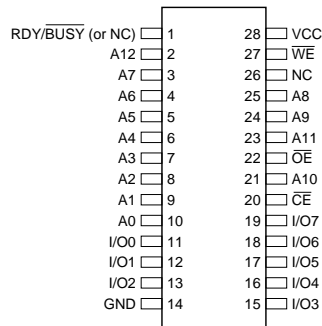 RDY/BUSY (or NC) 1 28 VCC
A12 2 27 WE
A7 3 26 NC
A6 4 25 A8
A5 5 24 A9
A4 6 23 A11
A3 7 22 OE
A2 8 21 A10
A1 9 20 CE
A0 10 19 I/O7
I/O0 11 18 I/O6
I/O1 12 17 I/O5
I/O2 13 16 I/O4
GND 14 15 I/O3